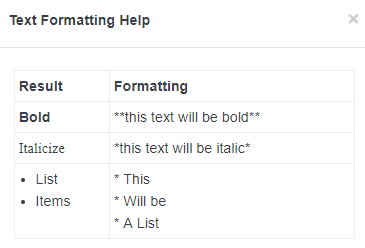 Text Formatting Help
×
Result Formatting
Bold **this text will be bold**
Italicize *this text will be italic*
• List * This
• Items * Will be
* A List